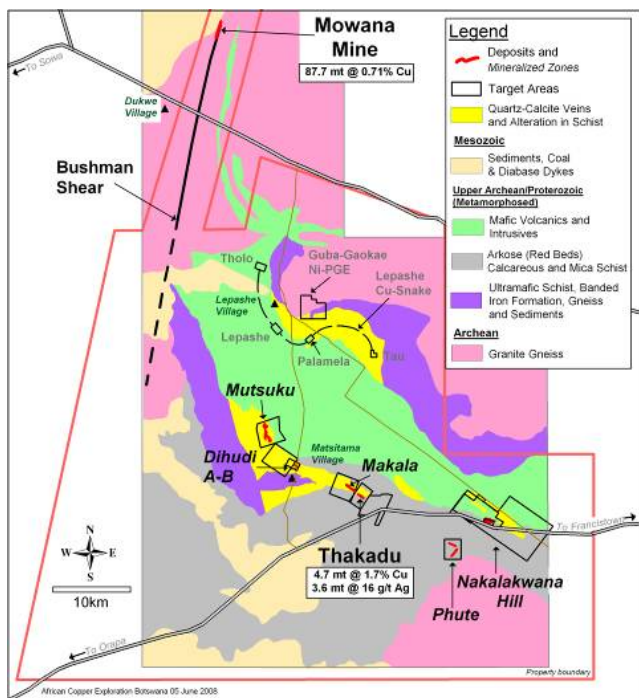 Mowana
Mine
87.7 mt @ 0.71% Cu
To Sowa
Dukwe
Village
Bushman
Shear
Tholo
Guba-Gaokae
Ni-PGE
Lepashe
Cu-Snake
Lepashe
Village
Lepashe
Palamela
Tau
Mutsuku
Dihudi
A-B
Matsitama
Village
Makala
Thakadu
4.7 mt @ 1.7% Cu
3.6 mt @ 16 g/t Ag
To Francistown
Nakalakwana
Hill
Phute
N
W
E
S
10km
To Orapa
Property boundary
African Copper Exploration Botswana 05 June 2008
Legend
Deposits and
Mineralized Zones
Target Areas
Quartz-Calcite Veins
and Alteration in Schist
Mesozoic
Sediments, Coal
& Diabase Dykes
Upper Archean/Proterozoic
(Metamorphosed)
Mafic Volcanics and
Intrusives
Arkose (Red Beds)
Calcareous and Mica Schist
Ultramafic Schist, Banded
Iron Formation, Gneiss
and Sediments
Archean
Granite Gneiss